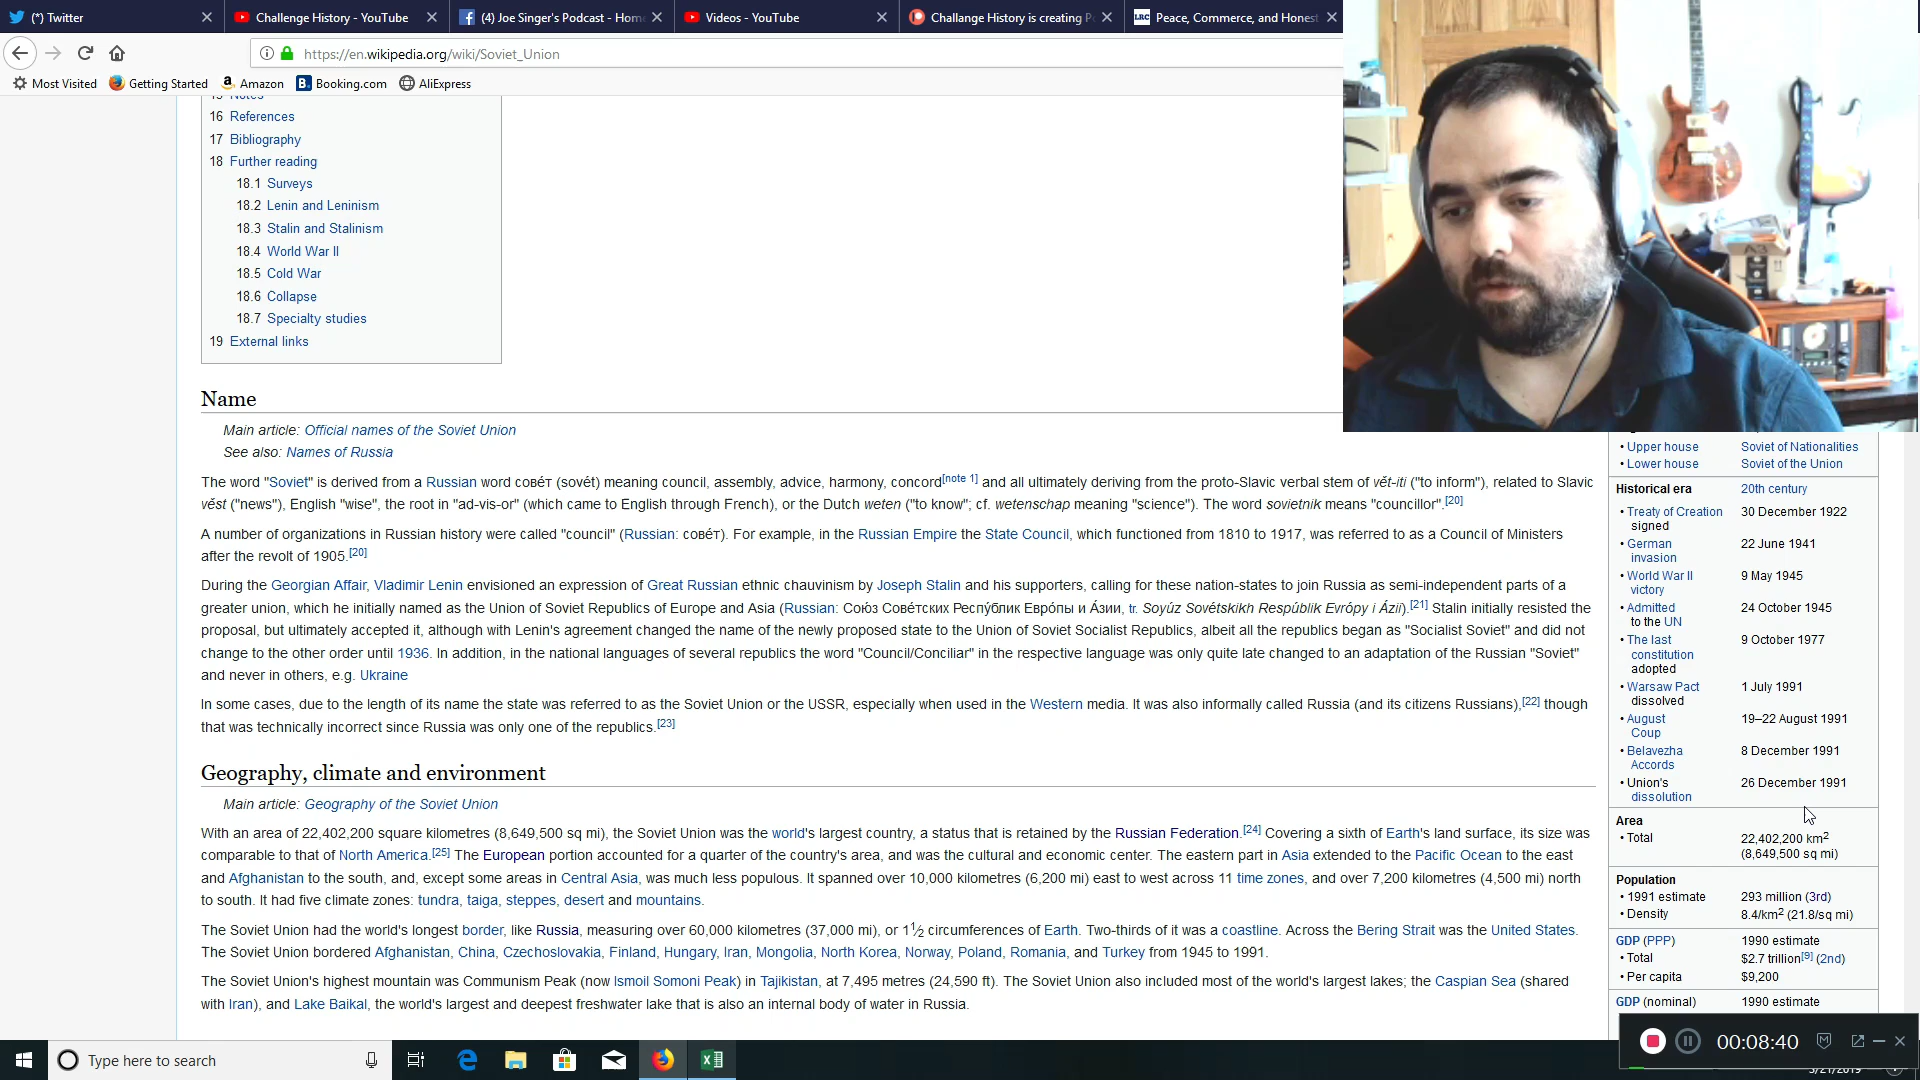 (*) Twitter
Challenge History - YouTube
(4) Joe Singer's Podcast - Home
Videos - YouTube
Challange History is creating P
LRC Peace, Commerce, and Honest
https://en.wikipedia.org/wiki/Soviet_Union
Most Visited
Getting Started
Amazon
B. Booking.com
AliExpress
15 Notes
16 References
17 Bibliography
18 Further reading
18.1 Surveys
18.2 Lenin and Leninism
18.3 Stalin and Stalinism
18.4 World War II
18.5 Cold War
18.6 Collapse
18.7 Specialty studies
19 External links
Name
Main article: Official names of the Soviet Union
See also: Names of Russia
The word "Soviet" is derived from a Russian word сове́т (sovét) meaning council, assembly, advice, harmony, concord[note 1] and all ultimately deriving from the proto-Slavic verbal stem of vět-iti ("to inform"), related to Slavic
věst ("news"), English "wise", the root in "ad-vis-or" (which came to English through French), or the Dutch weten ("to know"; cf. wetenschap meaning "science"). The word sovietnik means "councillor".[20]
A number of organizations in Russian history were called "council" (Russian: сове́т). For example, in the Russian Empire the State Council, which functioned from 1810 to 1917, was referred to as a Council of Ministers
after the revolt of 1905.[20]
During the Georgian Affair, Vladimir Lenin envisioned an expression of Great Russian ethnic chauvinism by Joseph Stalin and his supporters, calling for these nation-states to join Russia as semi-independent parts of a
greater union, which he initially named as the Union of Soviet Republics of Europe and Asia (Russian: Сою́з Сове́тских Респу́блик Евро́пы и А́зии, tr. Soyúz Sovétskikh Respúblik Evrópy i Ázii).[21] Stalin initially resisted the
proposal, but ultimately accepted it, although with Lenin's agreement changed the name of the newly proposed state to the Union of Soviet Socialist Republics, albeit all the republics began as "Socialist Soviet" and did not
change to the other order until 1936. In addition, in the national languages of several republics the word "Council/Conciliar" in the respective language was only quite late changed to an adaptation of the Russian "Soviet"
and never in others, e.g. Ukraine
In some cases, due to the length of its name the state was referred to as the Soviet Union or the USSR, especially when used in the Western media. It was also informally called Russia (and its citizens Russians),[22] though
that was technically incorrect since Russia was only one of the republics.[23]
Geography, climate and environment
Main article: Geography of the Soviet Union
With an area of 22,402,200 square kilometres (8,649,500 sq mi), the Soviet Union was the world's largest country, a status that is retained by the Russian Federation.[24] Covering a sixth of Earth's land surface, its size was
comparable to that of North America.[25] The European portion accounted for a quarter of the country's area, and was the cultural and economic center. The eastern part in Asia extended to the Pacific Ocean to the east
and Afghanistan to the south, and, except some areas in Central Asia, was much less populous. It spanned over 10,000 kilometres (6,200 mi) east to west across 11 time zones, and over 7,200 kilometres (4,500 mi) north
to south. It had five climate zones: tundra, taiga, steppes, desert and mountains.
The Soviet Union had the world's longest border, like Russia, measuring over 60,000 kilometres (37,000 mi), or 1 1⁄2 circumferences of Earth. Two-thirds of it was a coastline. Across the Bering Strait was the United States.
The Soviet Union bordered Afghanistan, China, Czechoslovakia, Finland, Hungary, Iran, Mongolia, North Korea, Norway, Poland, Romania, and Turkey from 1945 to 1991.
The Soviet Union's highest mountain was Communism Peak (now Ismoil Somoni Peak) in Tajikistan, at 7,495 metres (24,590 ft). The Soviet Union also included most of the world's largest lakes; the Caspian Sea (shared
with Iran), and Lake Baikal, the world's largest and deepest freshwater lake that is also an internal body of water in Russia.
• Upper house Soviet of Nationalities
• Lower house Soviet of the Union
Historical era 20th century
• Treaty of Creation signed 30 December 1922
• German invasion 22 June 1941
• World War II victory 9 May 1945
• Admitted to the UN 24 October 1945
• The last constitution adopted 9 October 1977
• Warsaw Pact dissolved 1 July 1991
• August Coup 19–22 August 1991
• Belavezha Accords 8 December 1991
• Union's dissolution 26 December 1991
Area
• Total 22,402,200 km2
(8,649,500 sq mi)
Population
• 1991 estimate 293 million (3rd)
• Density 8.4/km2 (21.8/sq mi)
GDP (PPP) 1990 estimate
• Total $2.7 trillion[9] (2nd)
• Per capita $9,200
GDP (nominal) 1990 estimate
00:08:40
Type here to search
3/21/2019
A3